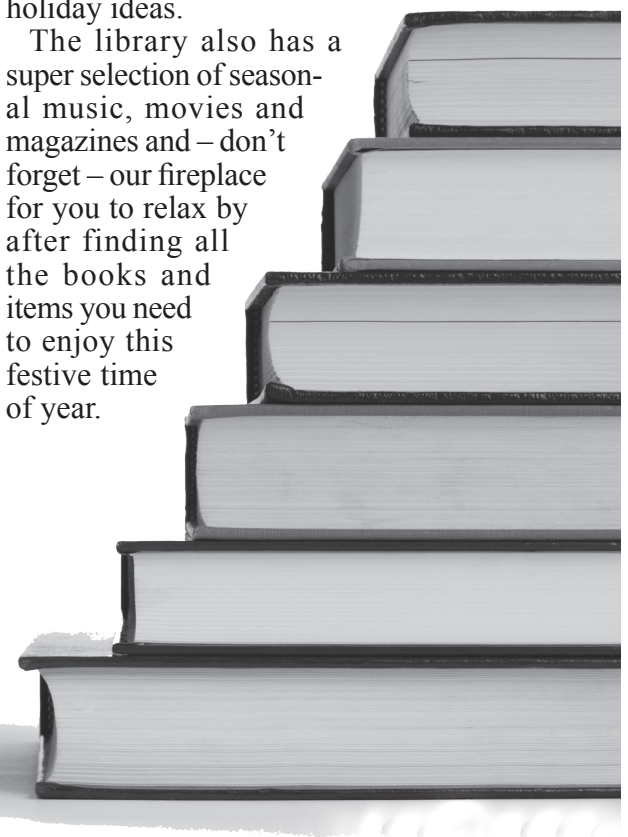 holiday ideas.
The library also has a
super selection of season-
al music, movies and
magazines and – don’t
forget – our fireplace
for you to relax by
after finding all
the books and
items you need
to enjoy this
festive time
of year.